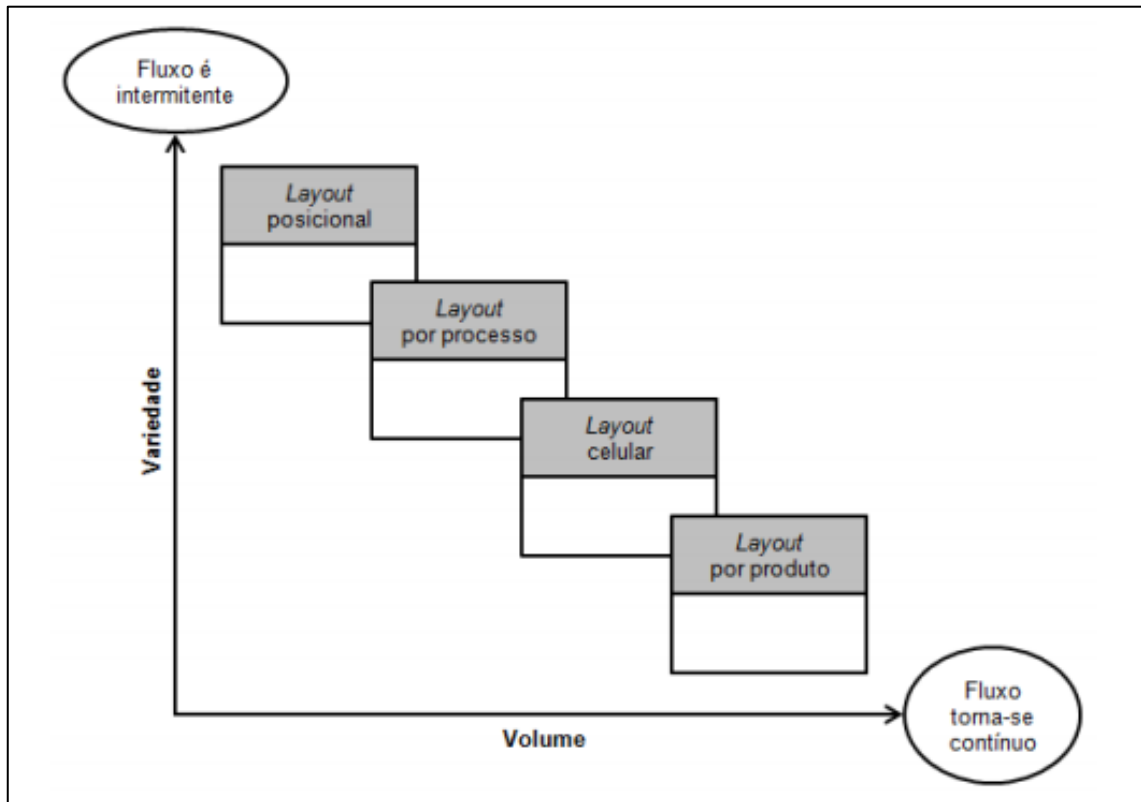 Fluxo é
intermitente
Layout
posicional
Layout
por processo
Layout
celular
Layout
por produto
Variedade
Volume
Fluxo
torna-se
contínuo